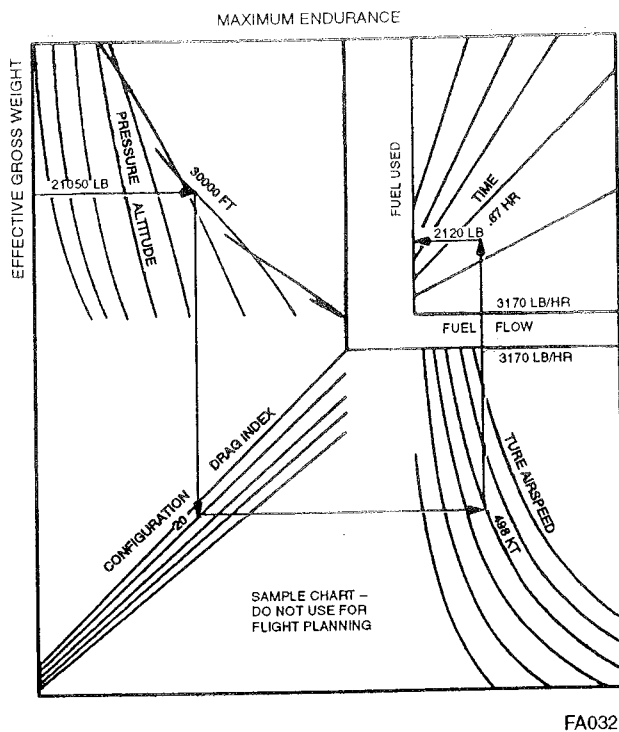 MAXIMUM ENDURANCE
EFFECTIVE GROSS WEIGHT
PRESSURE
ALTITUDE
21050 LB
30000 FT
FUEL USED
TIME
.67 HR
2120 LB
3170 LB/HR
FUEL FLOW
3170 LB/HR
CONFIGURATION DRAG INDEX
20
TURE AIRSPEED
498 KT
SAMPLE CHART –
DO NOT USE FOR
FLIGHT PLANNING
FA032